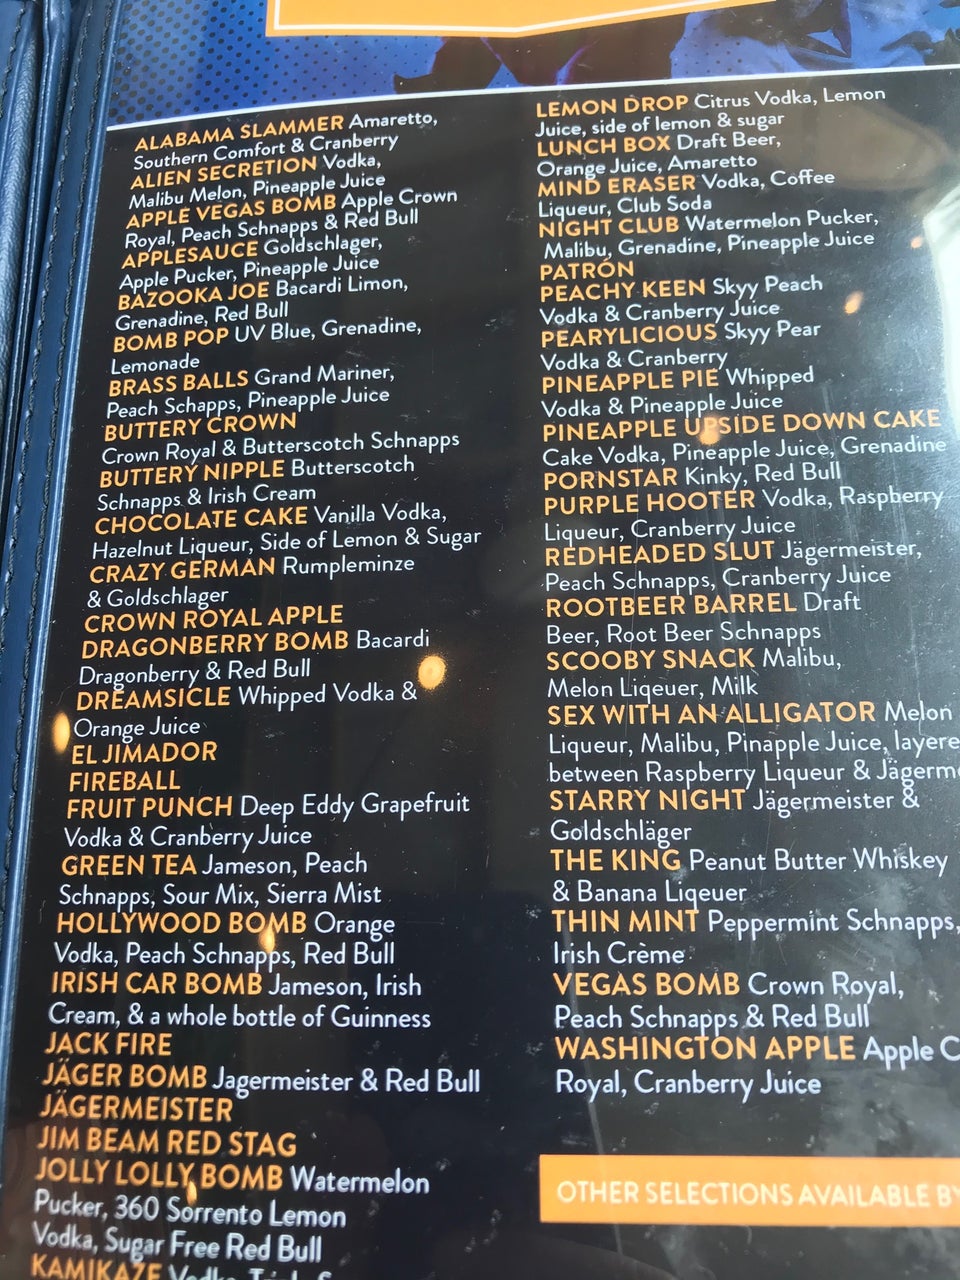 ALABAMA SLAMMER Amaretto,
Southern Comfort & Cranberry
ALIEN SECRETION Vodka,
Malibu Melon, Pineapple Juice
APPLE VEGAS BOMB Apple Crown
Royal, Peach Schnapps & Red Bull
APPLESAUCE Goldschlager,
Apple Pucker, Pineapple Juice
BAZOOKA JOE Bacardi Limon,
Grenadine, Red Bull
BOMB POP UV Blue, Grenadine,
Lemonade
BRASS BALLS Grand Mariner,
Peach Schapps, Pineapple Juice
BUTTERY CROWN
Crown Royal & Butterscotch Schnapps
BUTTERY NIPPLE Butterscotch
Schnapps & Irish Cream
CHOCOLATE CAKE Vanilla Vodka,
Hazelnut Liqueur, Side of Lemon & Sugar
CRAZY GERMAN Rumpleminze
& Goldschlager
CROWN ROYAL APPLE
DRAGONBERRY BOMB Bacardi
Dragonberry & Red Bull
DREAMSICLE Whipped Vodka &
Orange Juice
EL JIMADOR
FIREBALL
FRUIT PUNCH Deep Eddy Grapefruit
Vodka & Cranberry Juice
GREEN TEA Jameson, Peach
Schnapps, Sour Mix, Sierra Mist
HOLLYWOOD BOMB Orange
Vodka, Peach Schnapps, Red Bull
IRISH CAR BOMB Jameson, Irish
Cream, & a whole bottle of Guinness
JACK FIRE
JÄGER BOMB Jagermeister & Red Bull
JÄGERMEISTER
JIM BEAM RED STAG
JOLLY LOLLY BOMB Watermelon
Pucker, 360 Sorrento Lemon
Vodka, Sugar Free Red Bull
KAMIKAZE
LEMON DROP Citrus Vodka, Lemon
Juice, side of lemon & sugar
LUNCH BOX Draft Beer,
Orange Juice, Amaretto
MIND ERASER Vodka, Coffee
Liqueur, Club Soda
NIGHT CLUB Watermelon Pucker,
Malibu, Grenadine, Pineapple Juice
PATRÓN
PEACHY KEEN Skyy Peach
Vodka & Cranberry Juice
PEARYLICIOUS Skyy Pear
Vodka & Cranberry
PINEAPPLE PIE Whipped
Vodka & Pineapple Juice
PINEAPPLE UPSIDE DOWN CAKE
Cake Vodka, Pineapple Juice, Grenadine
PORNSTAR Kinky, Red Bull
PURPLE HOOTER Vodka, Raspberry
Liqueur, Cranberry Juice
REDHEADED SLUT Jägermeister,
Peach Schnapps, Cranberry Juice
ROOTBEER BARREL Draft
Beer, Root Beer Schnapps
SCOOBY SNACK Malibu,
Melon Liqeuer, Milk
SEX WITH AN ALLIGATOR Melon
Liqueur, Malibu, Pinapple Juice, layere
between Raspberry Liqueur & Jägerm
STARRY NIGHT Jägermeister &
Goldschläger
THE KING Peanut Butter Whiskey
& Banana Liqeuer
THIN MINT Peppermint Schnapps,
Irish Crème
VEGAS BOMB Crown Royal,
Peach Schnapps & Red Bull
WASHINGTON APPLE Apple C
Royal, Cranberry Juice
OTHER SELECTIONS AVAILABLE BY